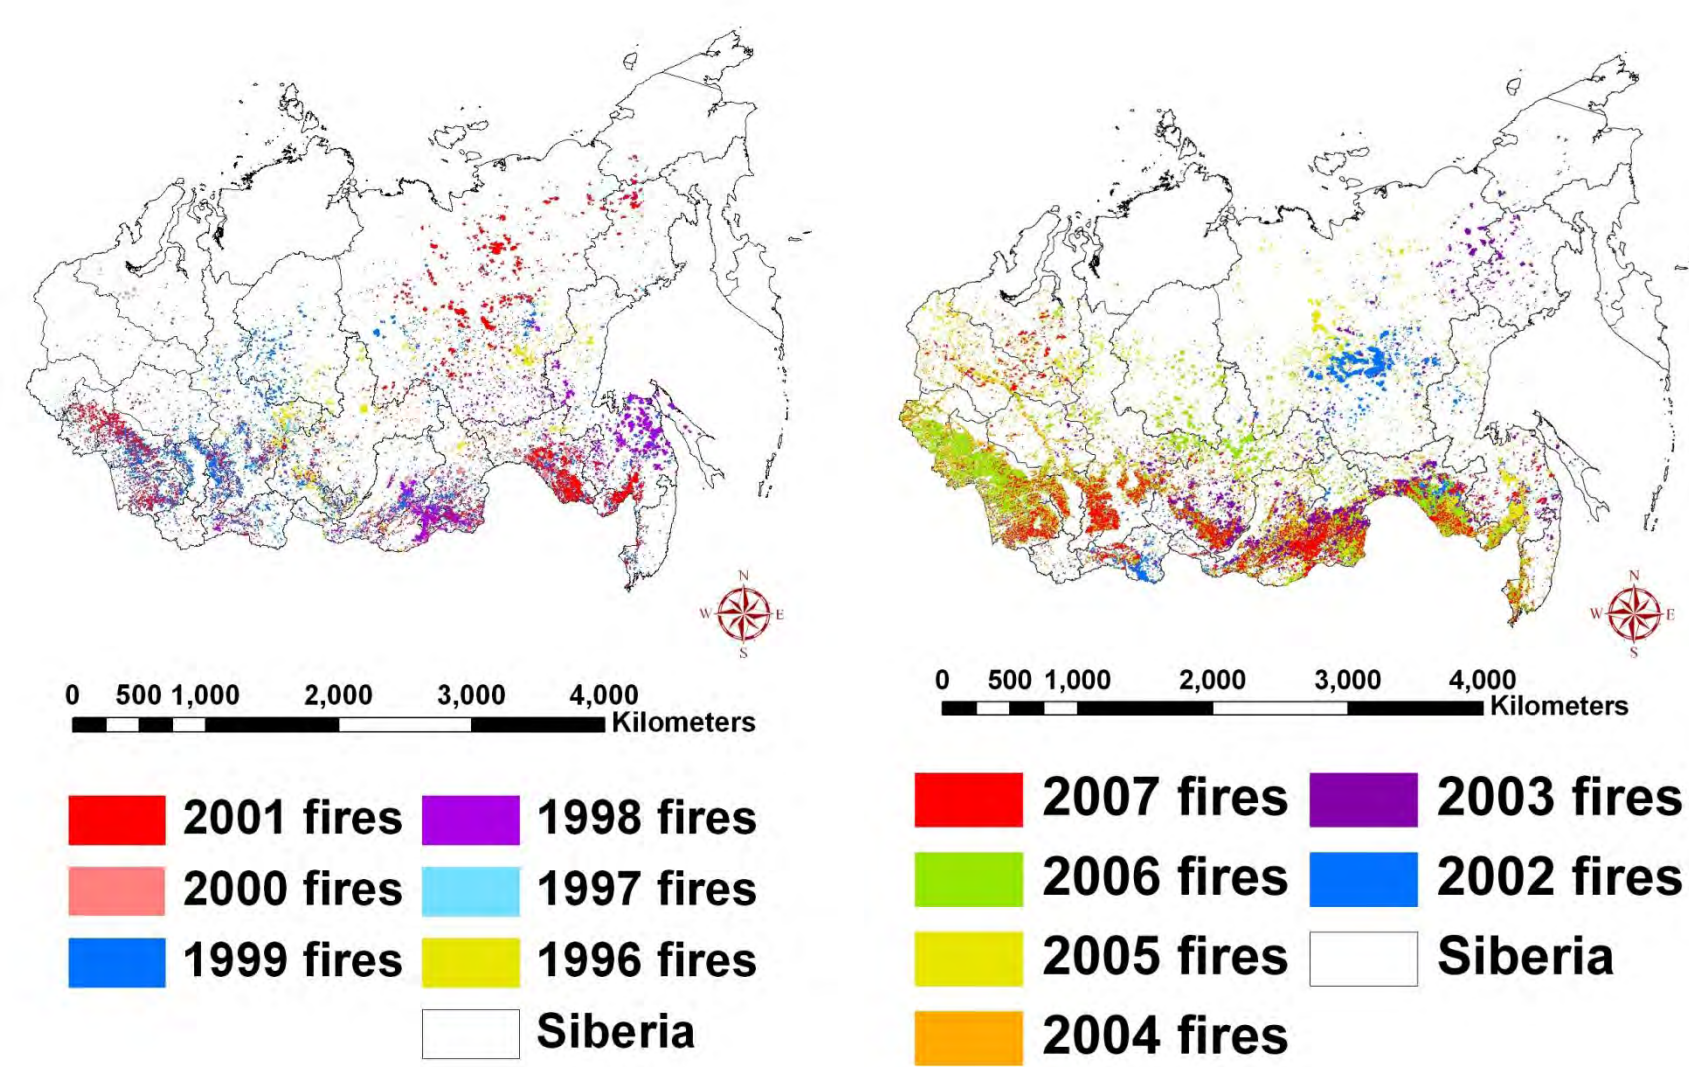 N
W E
S
0 500 1,000 2,000 3,000 4,000
Kilometers
2001 fires
2000 fires
1999 fires
1998 fires
1997 fires
1996 fires
Siberia
N
W E
S
0 500 1,000 2,000 3,000 4,000
Kilometers
2007 fires
2006 fires
2005 fires
2004 fires
2003 fires
2002 fires
Siberia